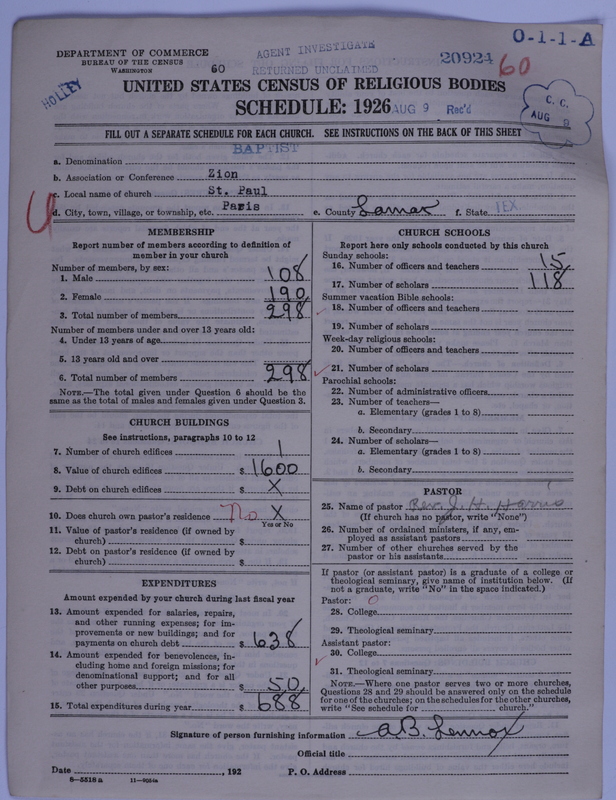 O-1-1-A
DEPARTMENT OF COMMERCE
BUREAU OF THE CENSUS
WASHINGTON
60
AGENT INVESTIGATE
RETURNED UNCLAIMED
20924
60
HOLLEY
UNITED STATES CENSUS OF RELIGIOUS BODIES
SCHEDULE: 1926
AUG 9 Rec'd
C. C.
AUG 9
FILL OUT A SEPARATE SCHEDULE FOR EACH CHURCH. SEE INSTRUCTIONS ON THE BACK OF THIS SHEET
a. Denomination BAPTIST
b. Association or Conference Zion
c. Local name of church St. Paul
d. City, town, village, or township, etc. Paris e. County Lamar f. State TEX
MEMBERSHIP
Report number of members according to definition of
member in your church
Number of members, by sex:
1. Male 108
2. Female 190
3. Total number of members 298
Number of members under and over 13 years old:
4. Under 13 years of age
5. 13 years old and over
6. Total number of members 298
NOTE.—The total given under Question 6 should be
same as the total of males and females given under Question 3.
CHURCH BUILDINGS
See instructions, paragraphs 10 to 12
7. Number of church edifices 1
8. Value of church edifices $ 1600
9. Debt on church edifices $ X
10. Does church own pastor's residence No X
Yes or No
11. Value of pastor's residence (if owned by
church) $
12. Debt on pastor's residence (if owned by
church) $
EXPENDITURES
Amount expended by your church during last fiscal year
13. Amount expended for salaries, repairs,
and other running expenses; for im-
provements or new buildings; and for
payments on church debt $ 638
14. Amount expended for benevolences, in-
cluding home and foreign missions; for
denominational support; and for all
other purposes $ 50
15. Total expenditures during year $ 688
CHURCH SCHOOLS
Report here only schools conducted by this church
Sunday schools:
16. Number of officers and teachers 15
17. Number of scholars 118
Summer vacation Bible schools:
18. Number of officers and teachers
19. Number of scholars
Week-day religious schools:
20. Number of officers and teachers
21. Number of scholars
Parochial schools:
22. Number of administrative officers
23. Number of teachers—
a. Elementary (grades 1 to 8)
b. Secondary
24. Number of scholars—
a. Elementary (grades 1 to 8)
b. Secondary
PASTOR
25. Name of pastor Rev. J. H. Harris
(If church has no pastor, write "None")
26. Number of ordained ministers, if any, em-
ployed as assistant pastors
27. Number of other churches served by the
pastor or his assistants
If pastor (or assistant pastor) is a graduate of a college or
theological seminary, give name of institution below. (If
not a graduate, write "No" in the space indicated.)
Pastor: 0
28. College
29. Theological seminary
Assistant pastor:
30. College
31. Theological seminary
NOTE.—Where one pastor serves two or more churches,
Questions 28 and 29 should be answered only on the schedule
for one of the churches; on the schedules for the other churches,
write "See schedule for church."
Signature of person furnishing information A. B. Lennox
Official title
Date , 192 P. O. Address
8-5518 a 11-9054a